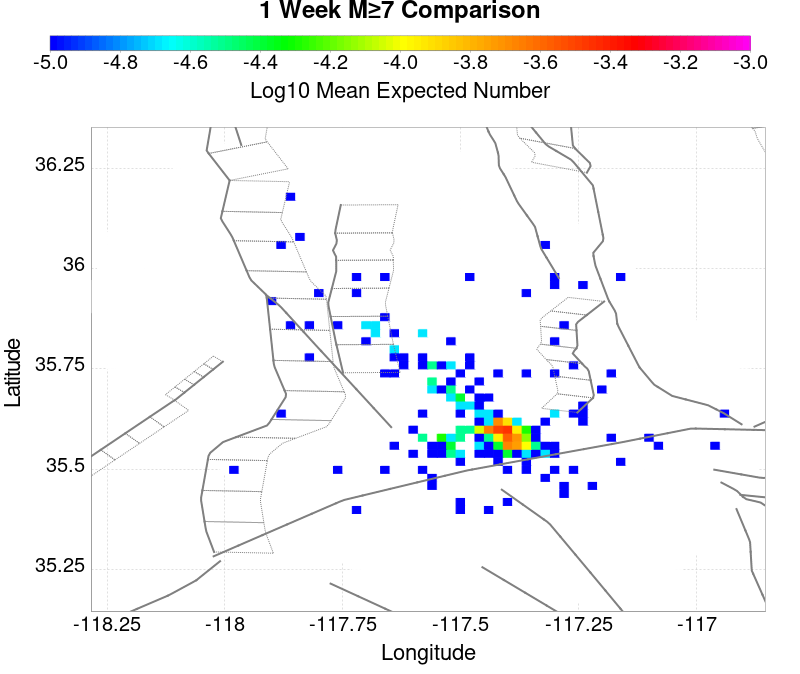 1 Week M≥7 Comparison
-5.0 -4.8 -4.6 -4.4 -4.2 -4.0 -3.8 -3.6 -3.4 -3.2 -3.0
Log10 Mean Expected Number
36.25
36
35.75
35.5
35.25
Latitude
-118.25 -118 -117.75 -117.5 -117.25 -117
Longitude